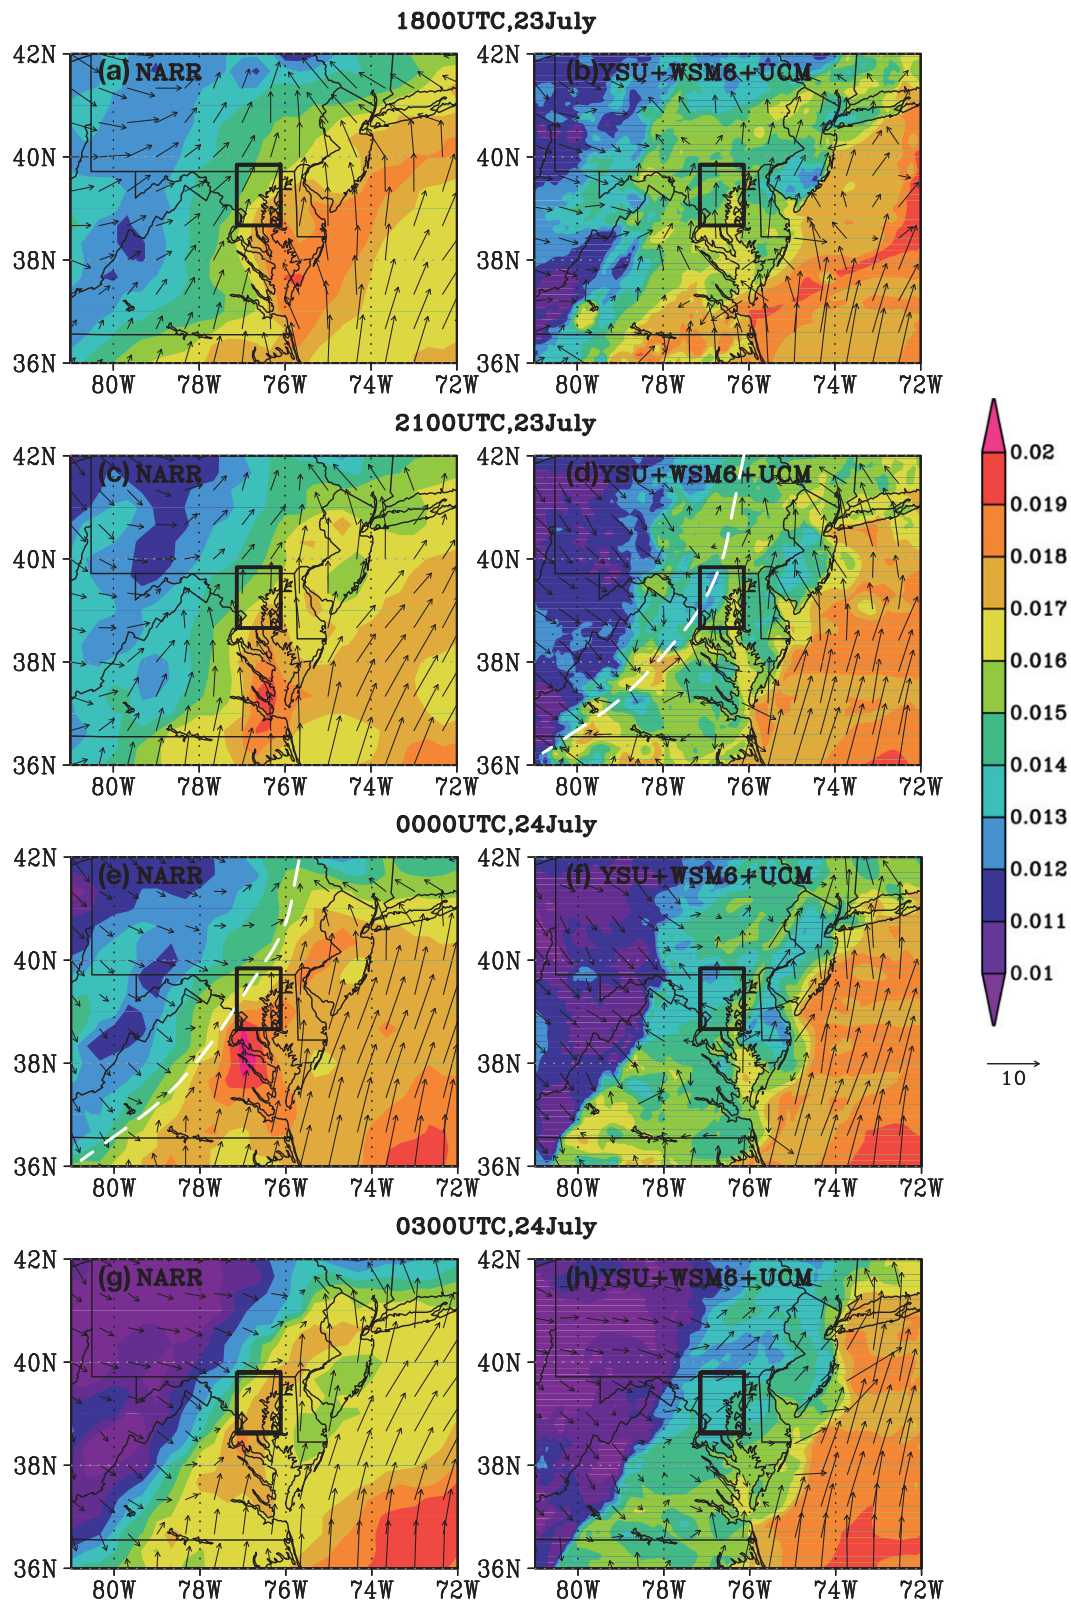 1800UTC,23July
(a) NARR
(b)YSU+WSM6+UCM
42N
40N
38N
36N
80W 78W 76W 74W 72W
42N
40N
38N
36N
80W 78W 76W 74W 72W
2100UTC,23July
(c) NARR
(d)YSU+WSM6+UCM
42N
40N
38N
36N
80W 78W 76W 74W 72W
42N
40N
38N
36N
80W 78W 76W 74W 72W
0000UTC,24July
(e) NARR
(f) YSU+WSM6+UCM
42N
40N
38N
36N
80W 78W 76W 74W 72W
42N
40N
38N
36N
80W 78W 76W 74W 72W
0300UTC,24July
(g) NARR
(h)YSU+WSM6+UCM
42N
40N
38N
36N
80W 78W 76W 74W 72W
42N
40N
38N
36N
80W 78W 76W 74W 72W
0.02
0.019
0.018
0.017
0.016
0.015
0.014
0.013
0.012
0.011
0.01
10